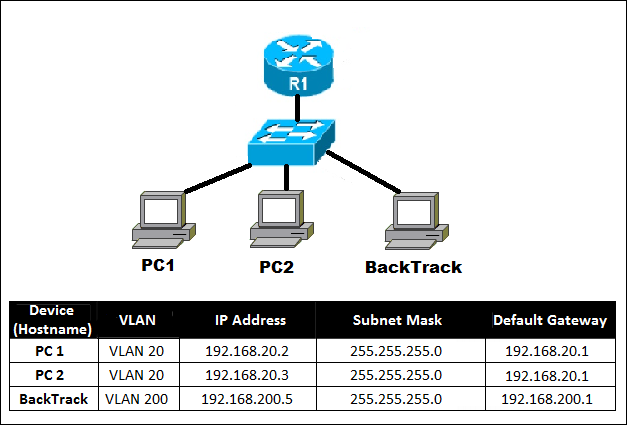 R1
PC1 PC2 BackTrack
Device (Hostname) VLAN IP Address Subnet Mask Default Gateway
PC 1 VLAN 20 192.168.20.2 255.255.255.0 192.168.20.1
PC 2 VLAN 20 192.168.20.3 255.255.255.0 192.168.20.1
BackTrack VLAN 200 192.168.200.5 255.255.255.0 192.168.200.1